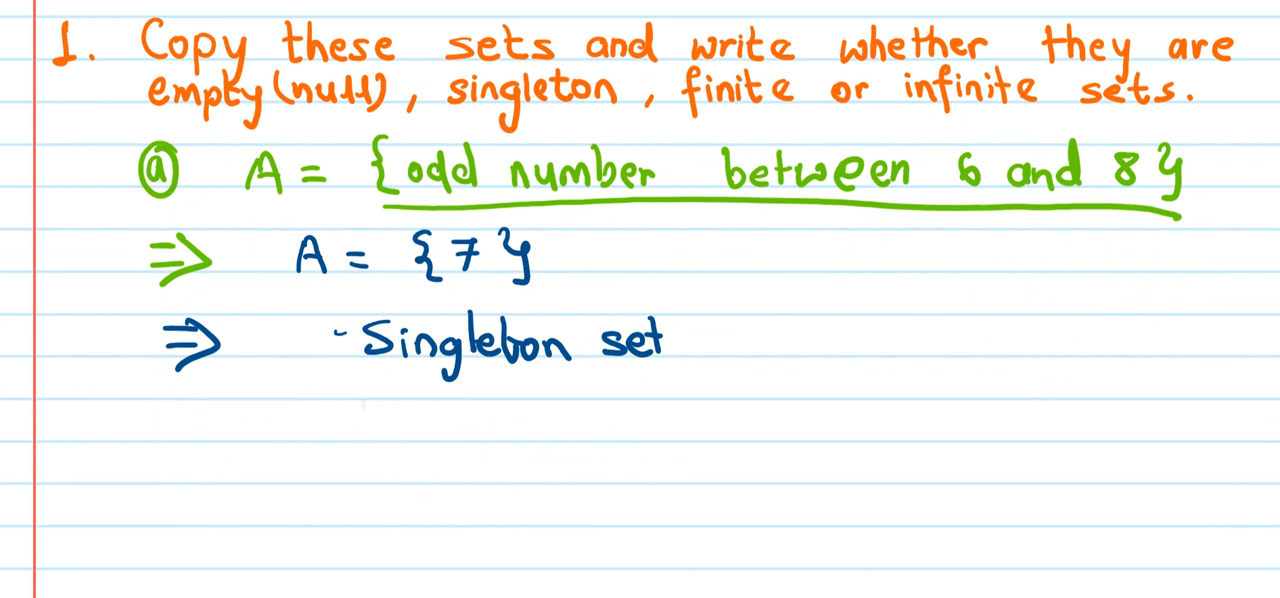 1. Copy these sets and write whether they are
empty(null), singleton, finite or infinite sets.
ⓐ A = {odd number between 6 and 8}
⇒ A = {7}
⇒ - Singleton set